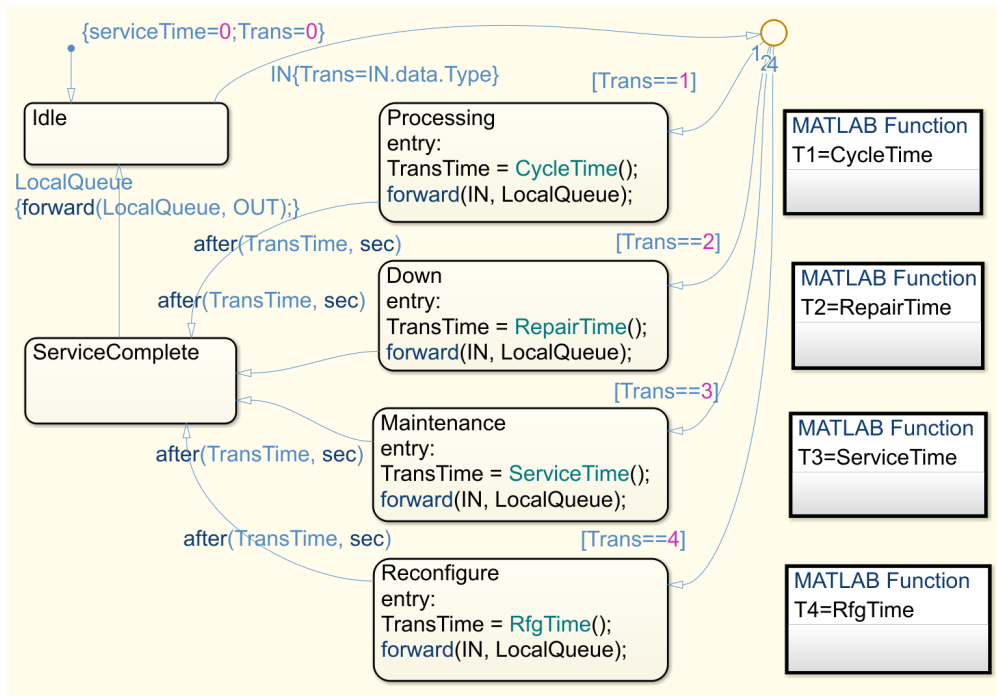 {serviceTime=0;Trans=0}
IN{Trans=IN.data.Type}
1
2
4
[Trans==1]
Idle
Processing
entry:
TransTime = CycleTime();
forward(IN, LocalQueue);
MATLAB Function
T1=CycleTime
LocalQueue
{forward(LocalQueue, OUT);}
after(TransTime, sec)
[Trans==2]
Down
entry:
TransTime = RepairTime();
forward(IN, LocalQueue);
MATLAB Function
T2=RepairTime
after(TransTime, sec)
ServiceComplete
[Trans==3]
Maintenance
entry:
TransTime = ServiceTime();
forward(IN, LocalQueue);
MATLAB Function
T3=ServiceTime
after(TransTime, sec)
after(TransTime, sec)
[Trans==4]
Reconfigure
entry:
TransTime = RfgTime();
forward(IN, LocalQueue);
MATLAB Function
T4=RfgTime